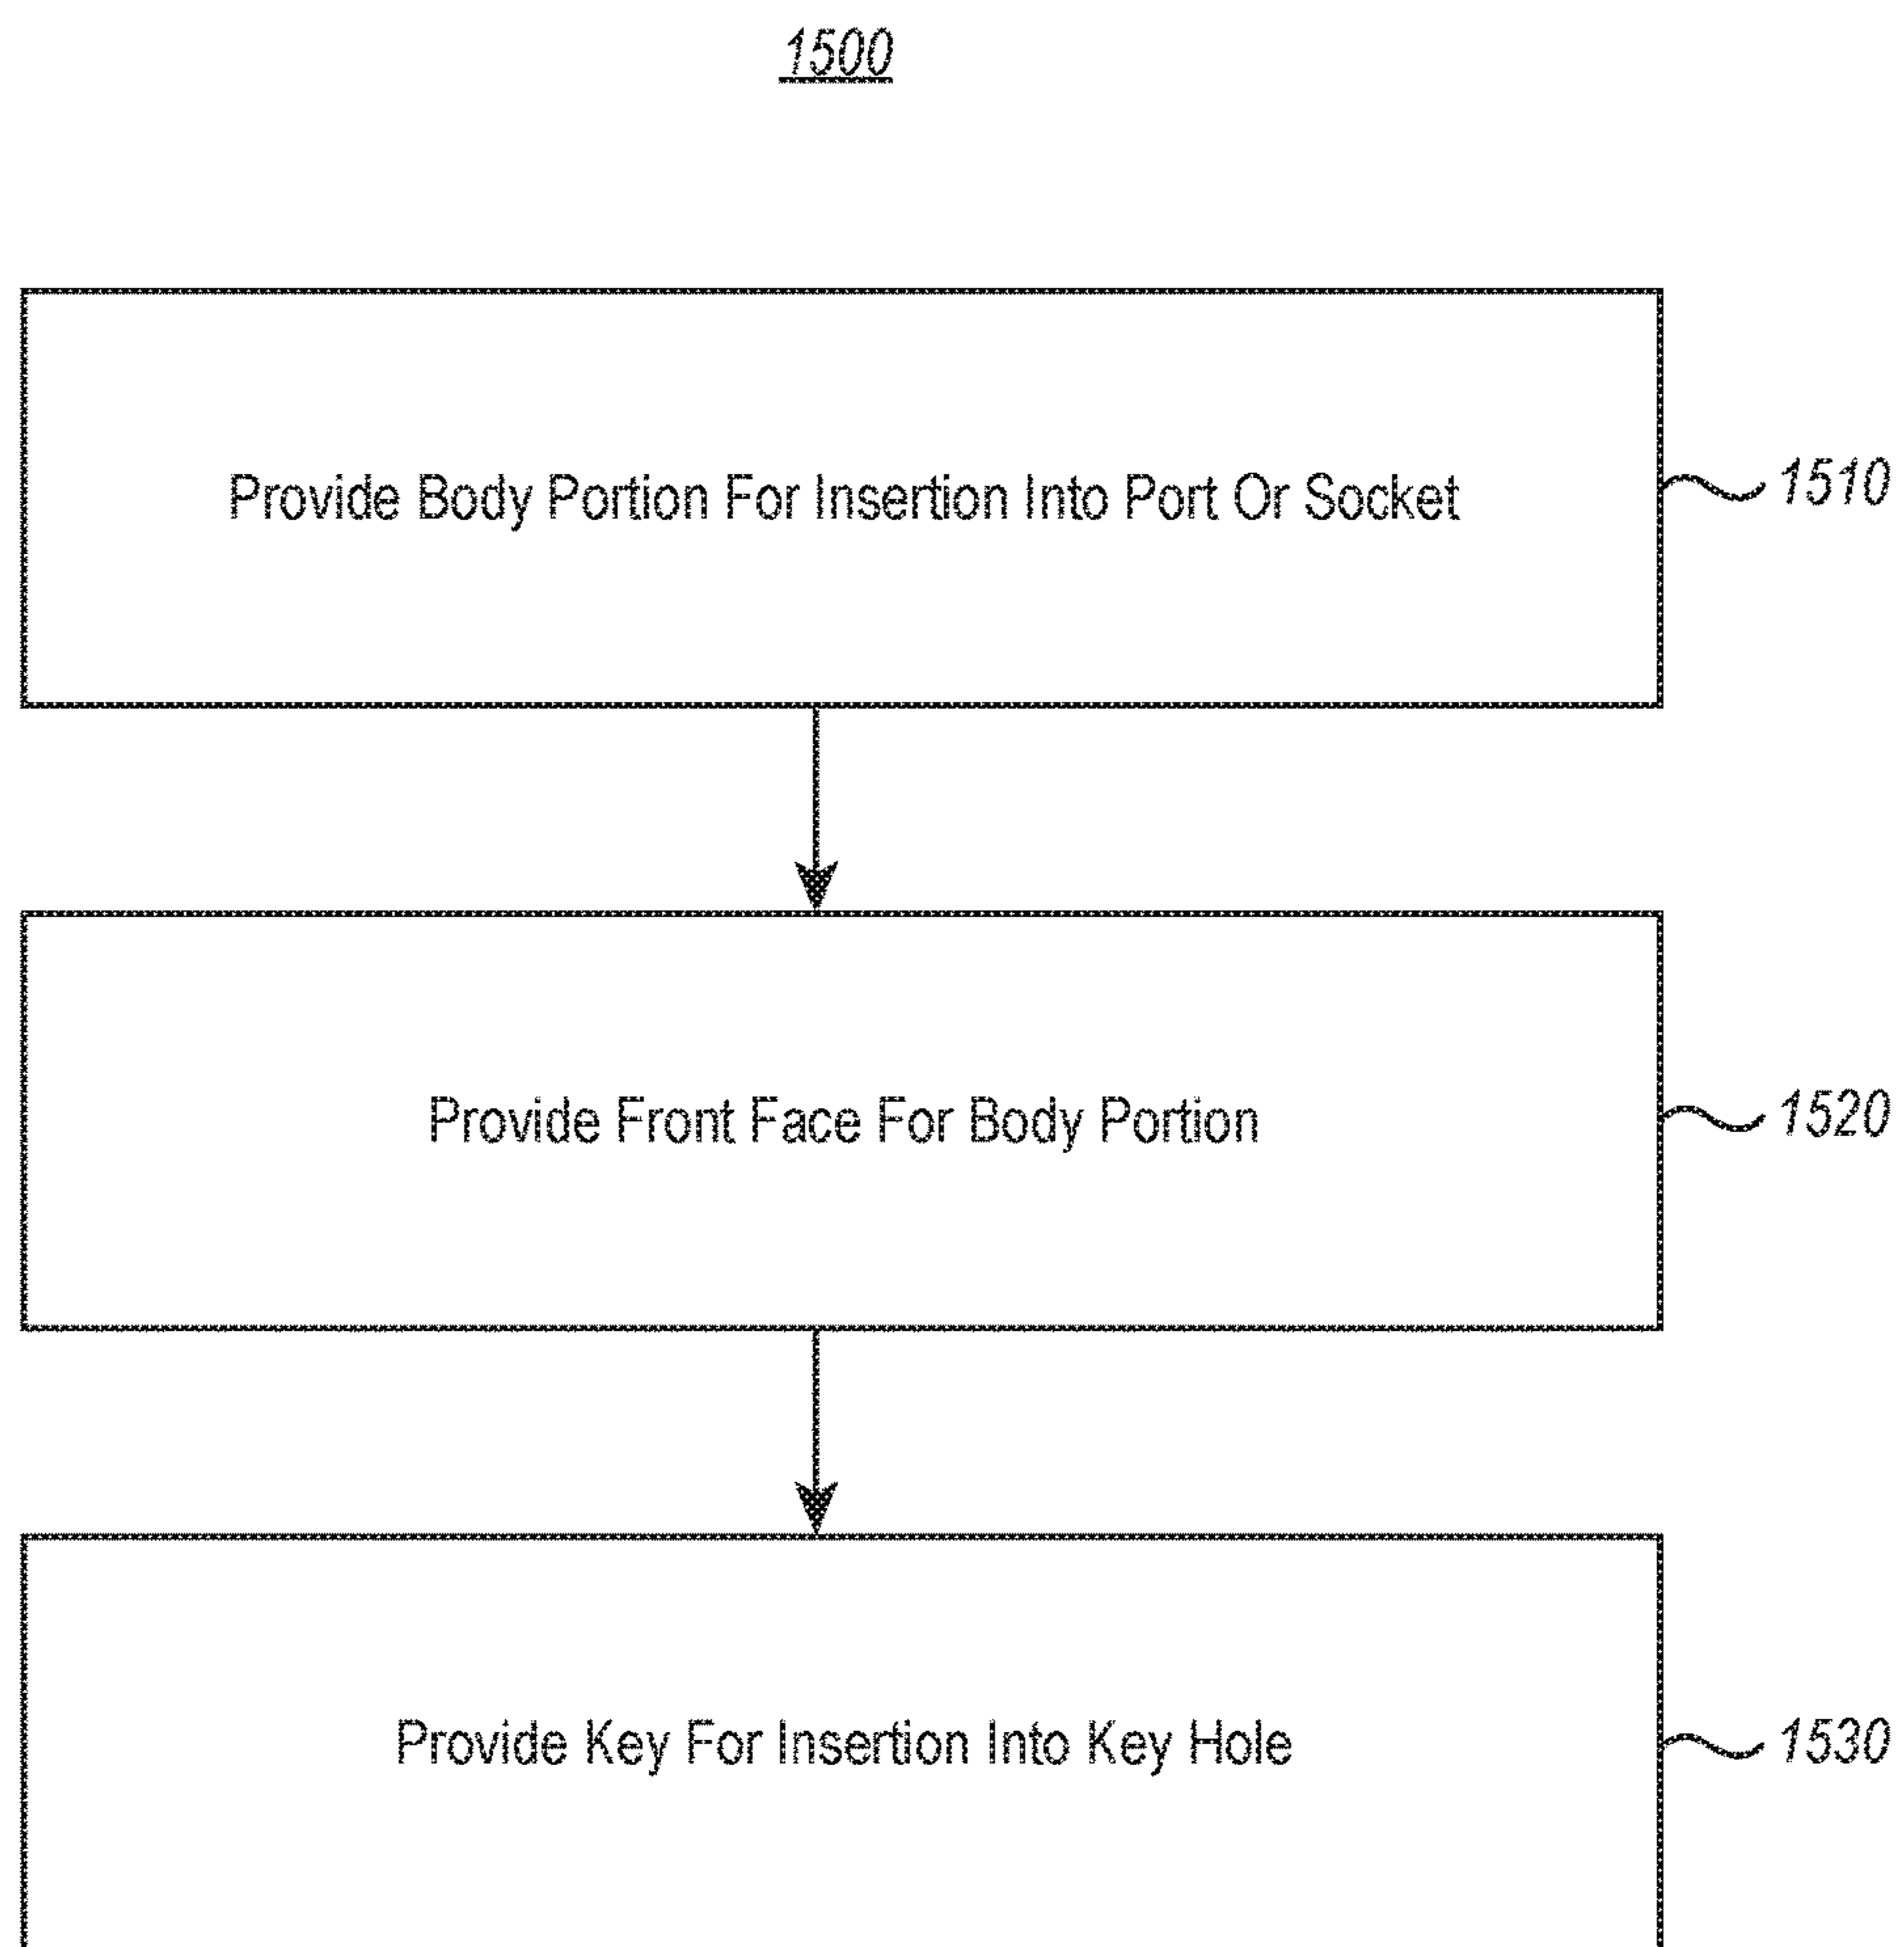 1500
Provide Body Portion For Insertion Into Port Or Socket
1510
Provide Front Face For Body Portion
1520
Provide Key For Insertion Into Key Hole
1530